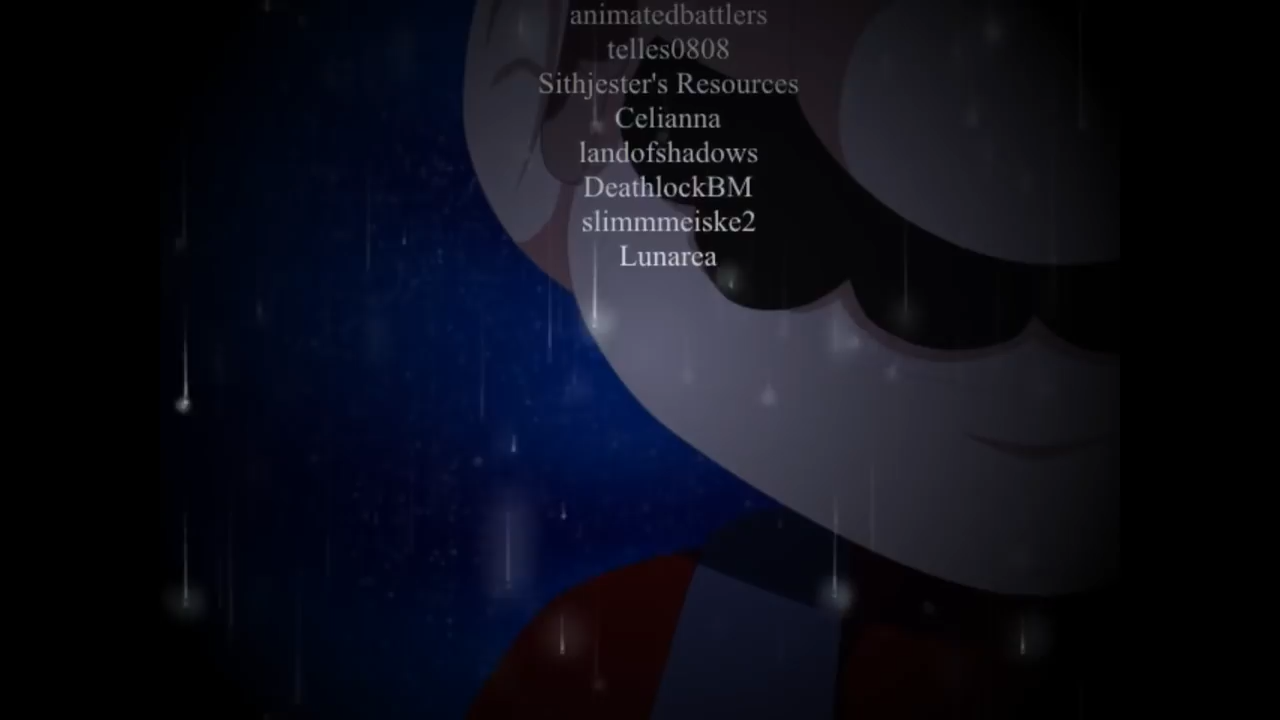 animatedbattlers
telles0808
Sithjester's Resources
Celianna
landofshadows
DeathlockBM
slimmmeiske2
Lunarea